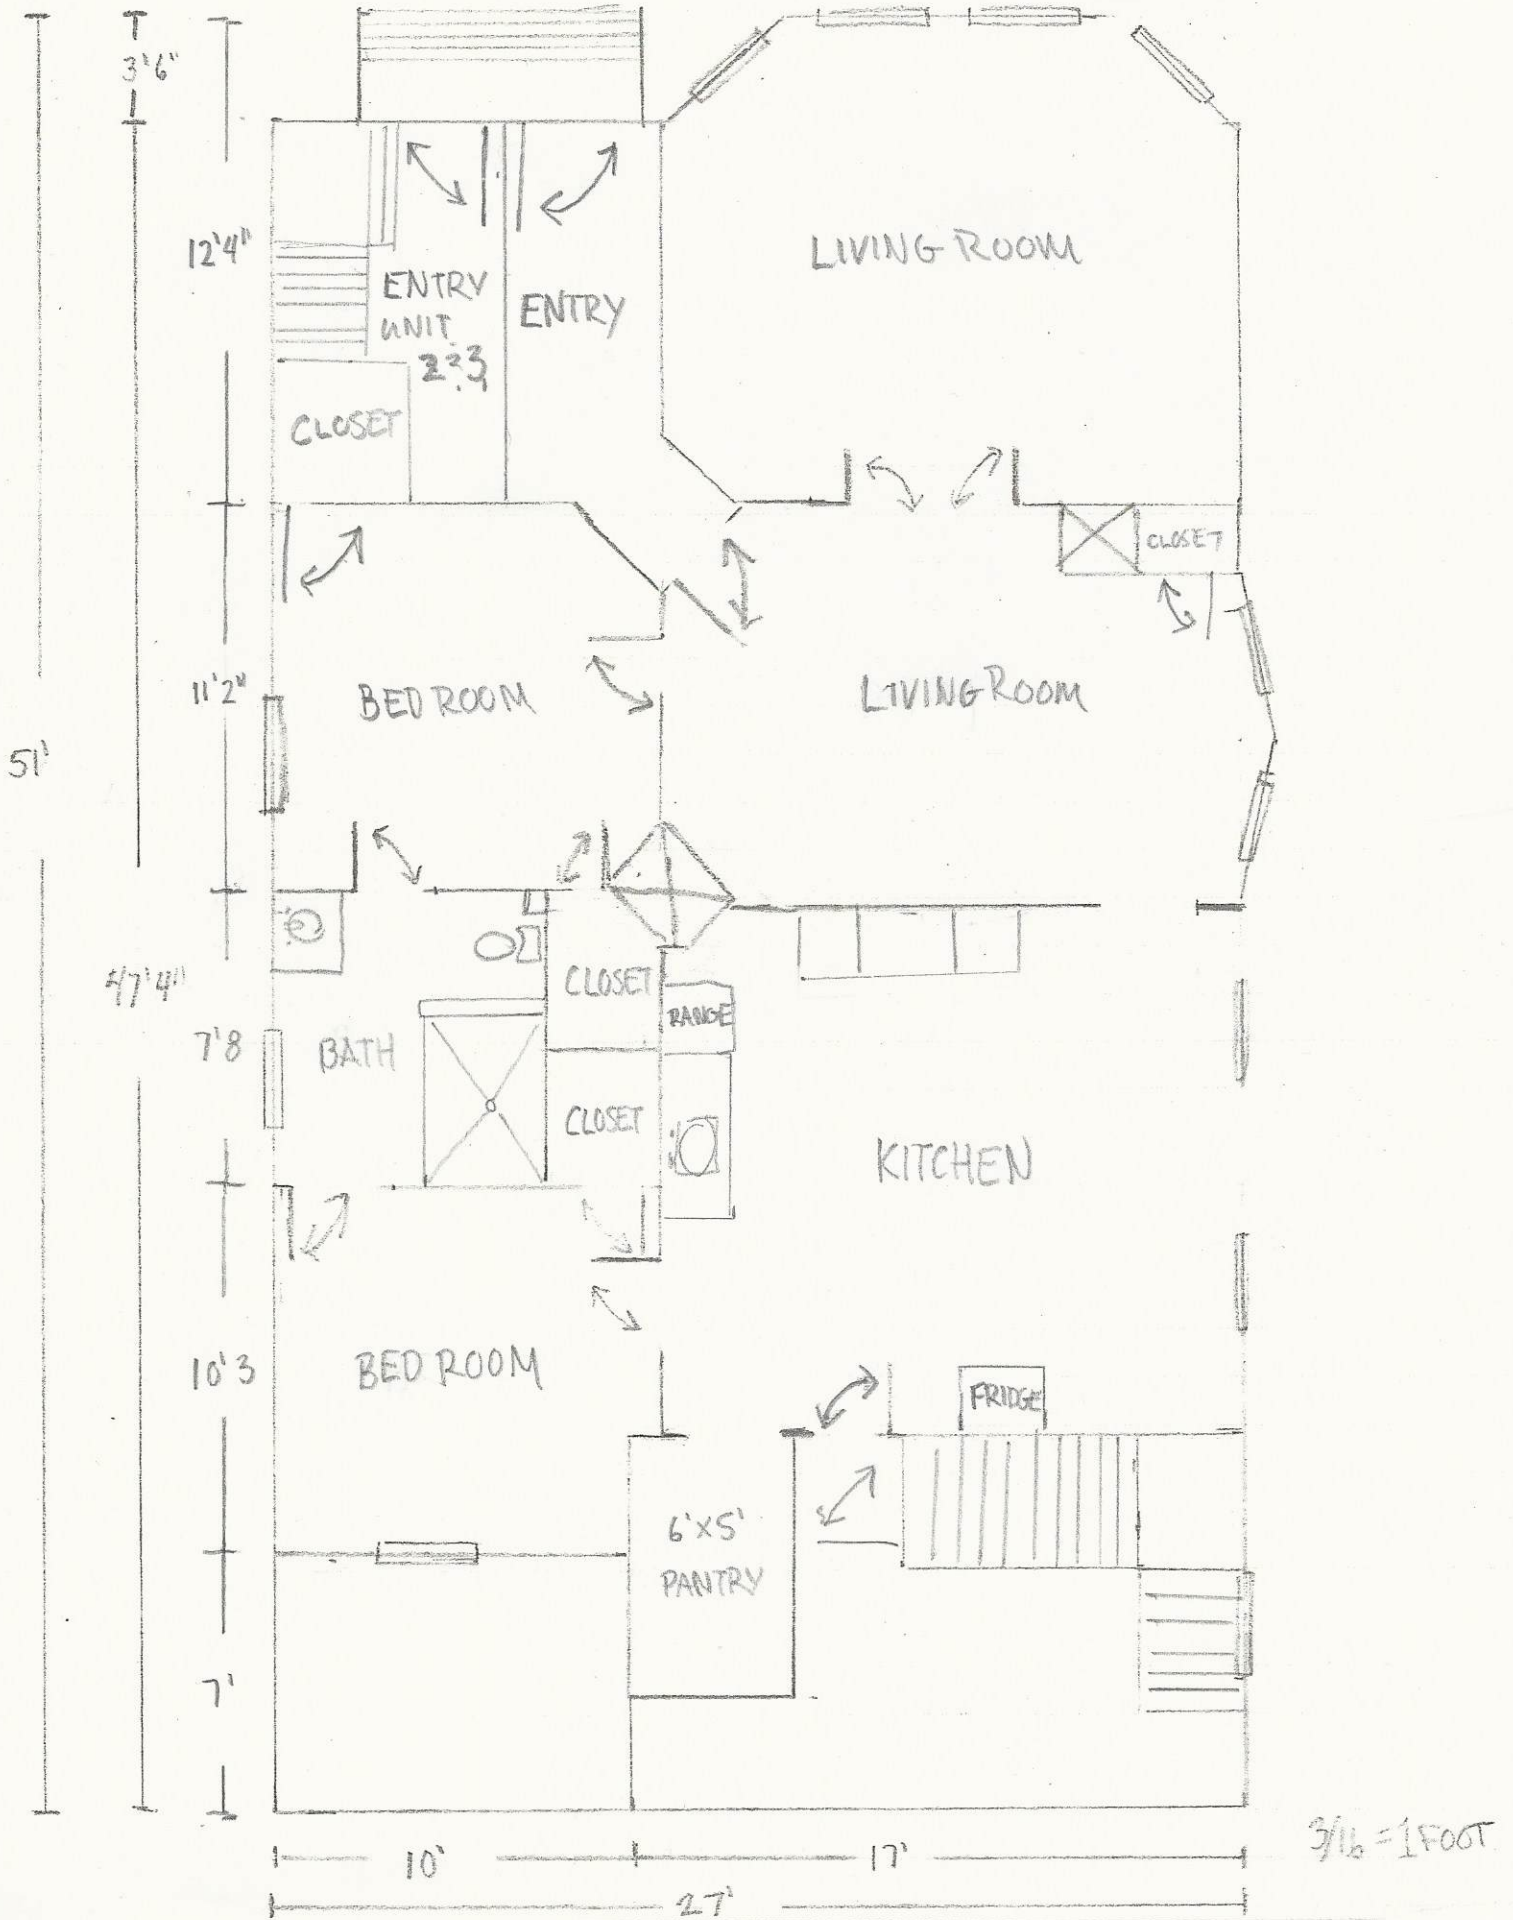 3'6"
12'4"
LIVING ROOM
ENTRY
UNIT
2?3
ENTRY
CLOSET
CLOSET
11'2"
BEDROOM
LIVING ROOM
51'
47'4"
CLOSET
RANGE
7'8
BATH
CLOSET
KITCHEN
10'3
BEDROOM
FRIDGE
6'X5'
PANTRY
7'
3/16 = 1 FOOT
10'
17'
27'